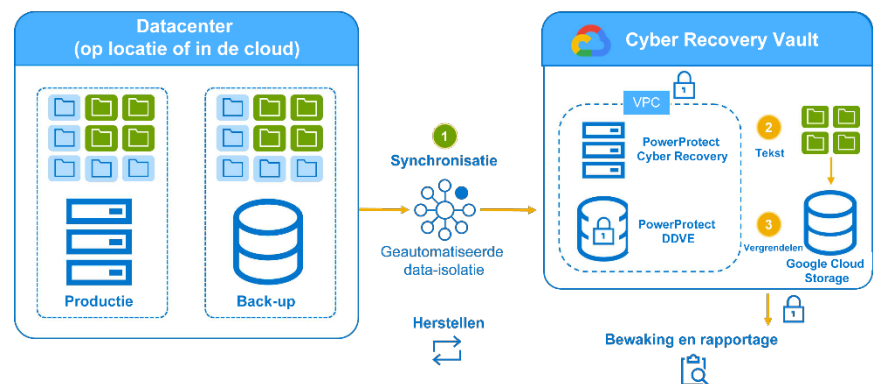 Datacenter
(op locatie of in de cloud)
Productie
Back-up
1
Synchronisatie
Geautomatiseerde
data-isolatie
Herstellen
Cyber Recovery Vault
VPC
PowerProtect
Cyber Recovery
PowerProtect
DDVE
2
Tekst
3
Vergrendelen
Google Cloud
Storage
Bewaking en rapportage